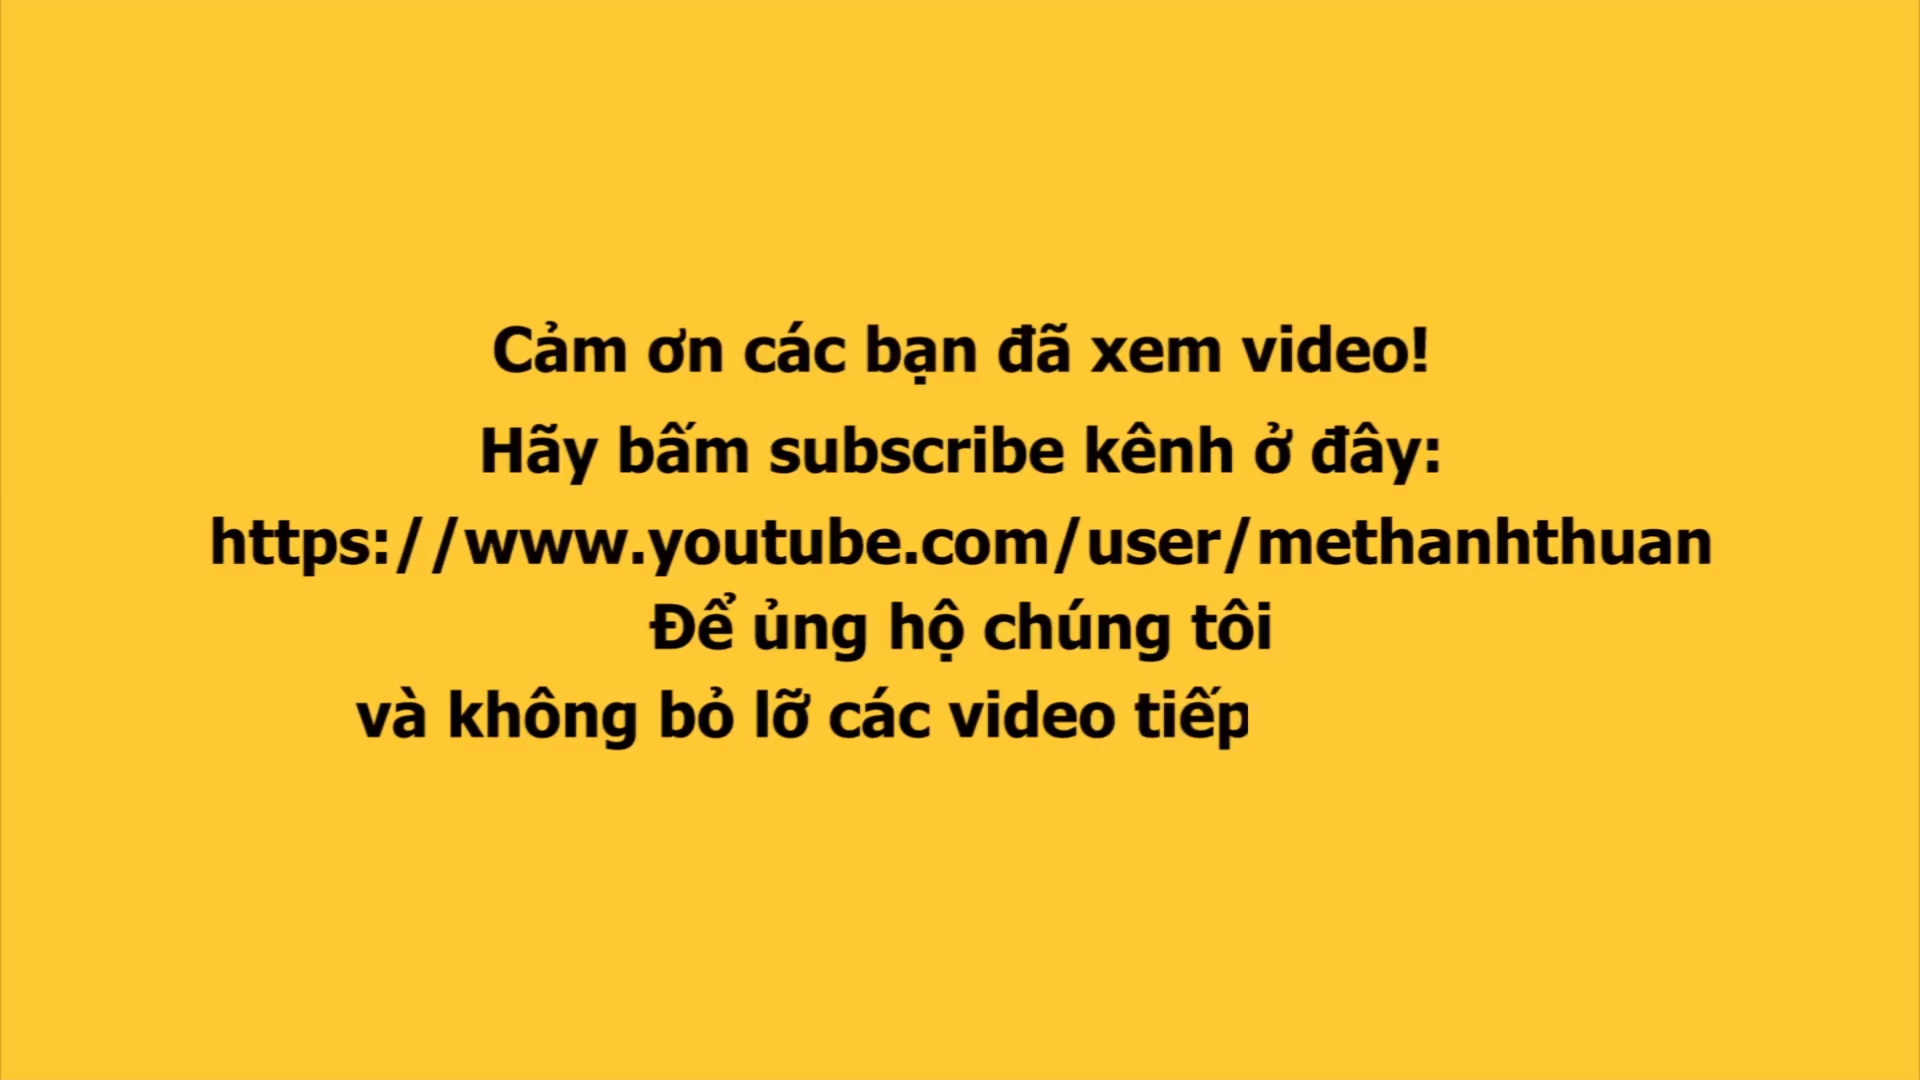 Cảm ơn các bạn đã xem video!
Hãy bấm subscribe kênh ở đây:
https://www.youtube.com/user/methanhthuan
Để ủng hộ chúng tôi
và không bỏ lỡ các video tiếp